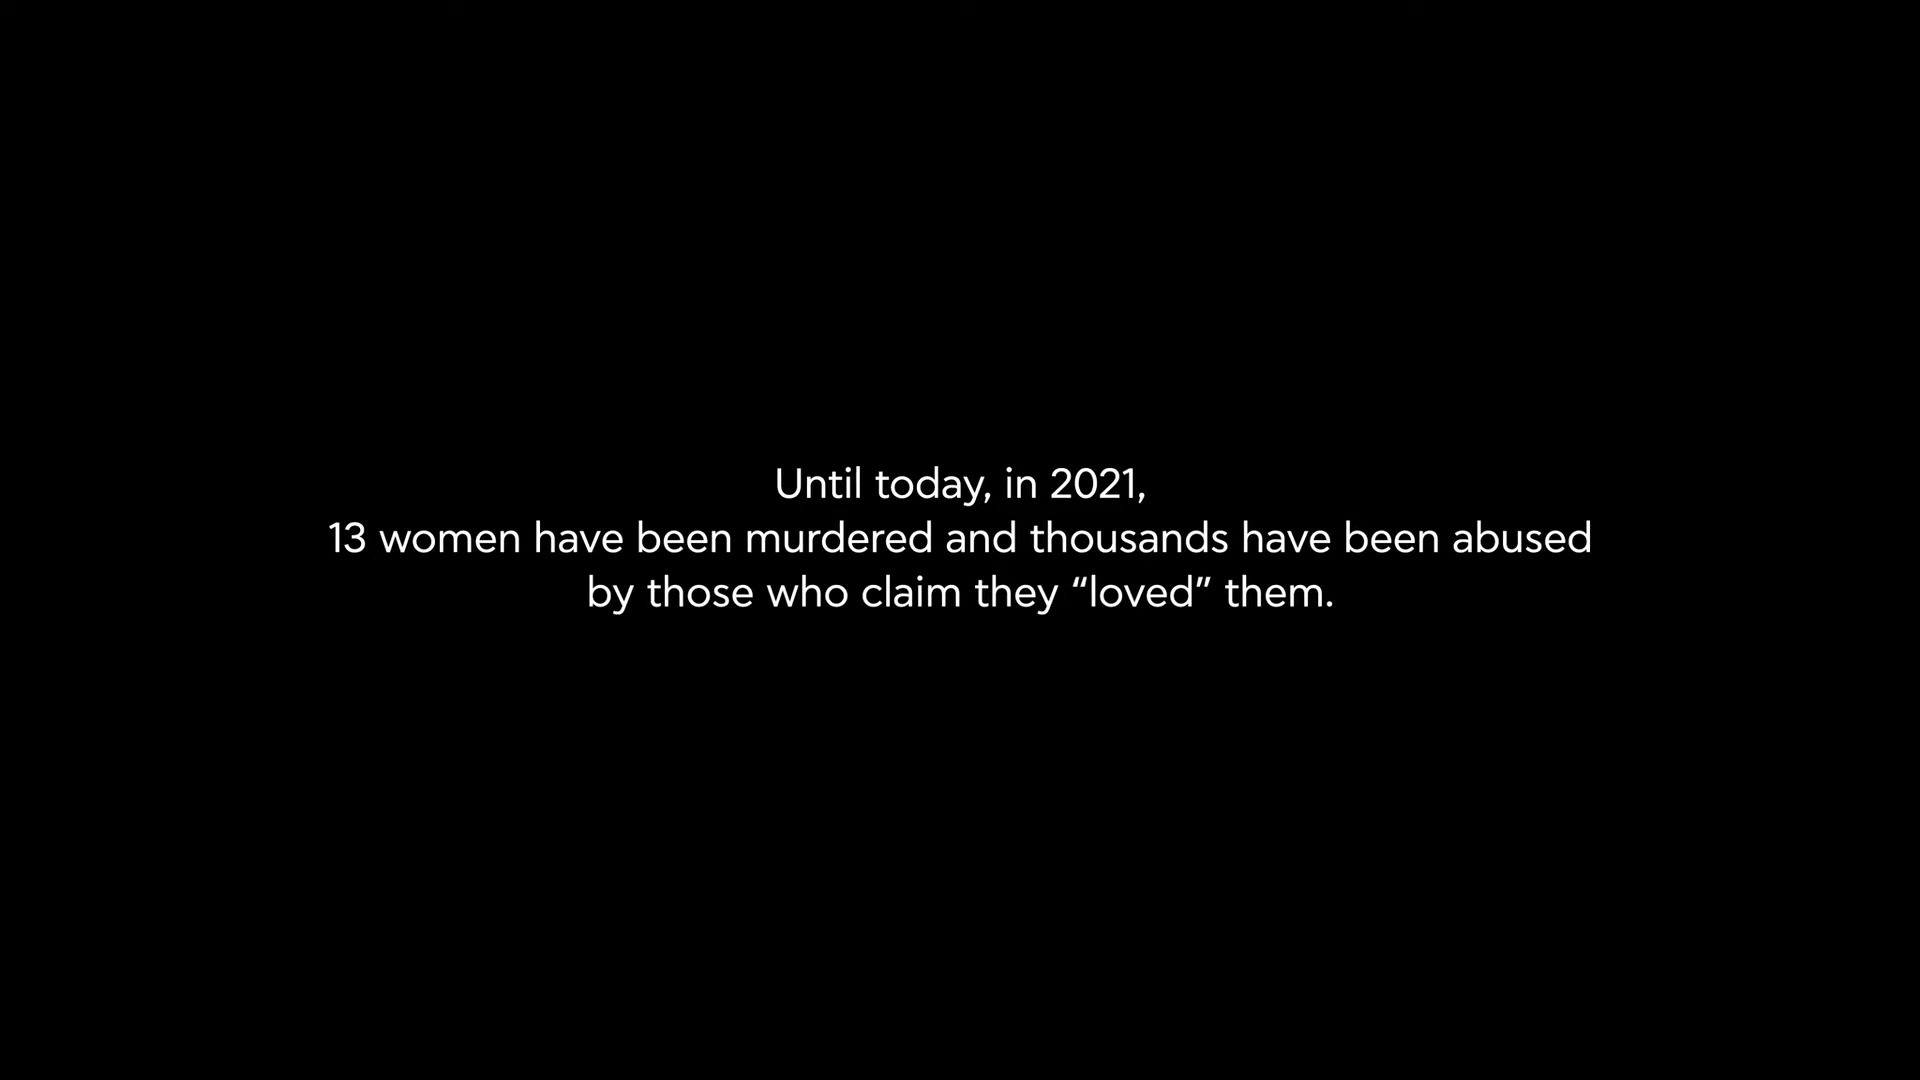 Until today, in 2021,
13 women have been murdered and thousands have been abused
by those who claim they “loved” them.